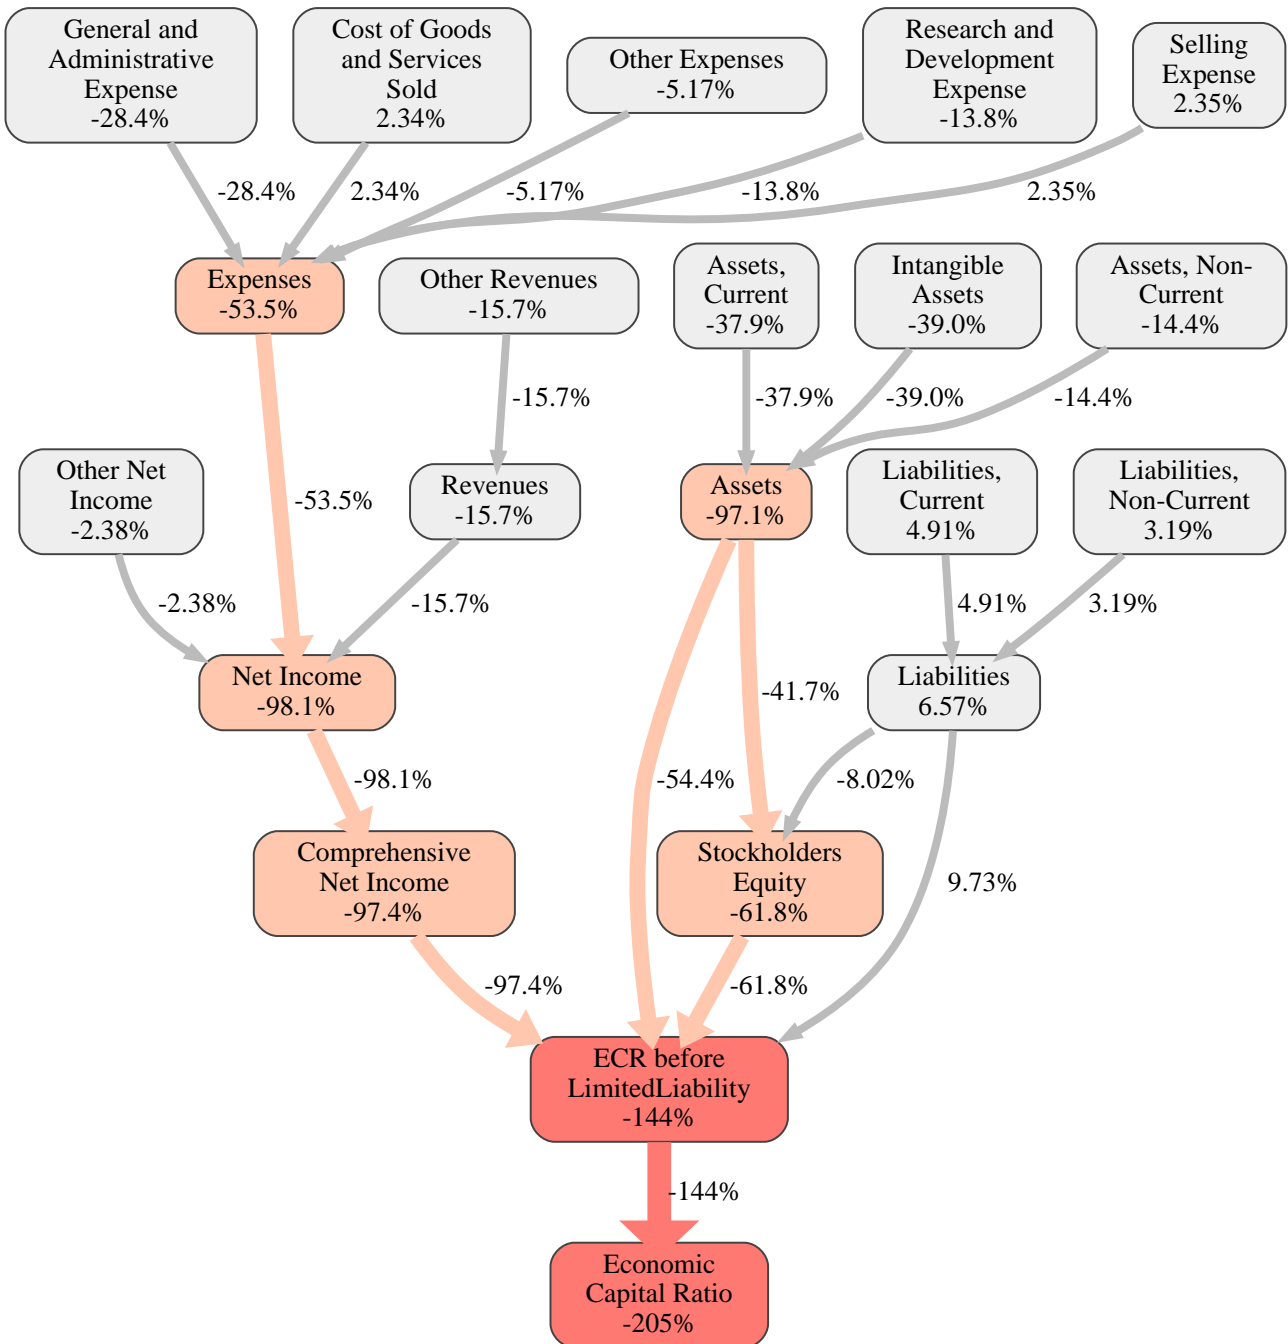 General and
Administrative
Expense
-28.4%
Cost of Goods
and Services
Sold
2.34%
Other Expenses
-5.17%
Research and
Development
Expense
-13.8%
Selling
Expense
2.35%
-28.4%
2.34%
-5.17%
-13.8%
2.35%
Expenses
-53.5%
Other Revenues
-15.7%
Assets,
Current
-37.9%
Intangible
Assets
-39.0%
Assets, Non-
Current
-14.4%
-15.7%
-37.9%
-39.0%
-14.4%
Other Net
Income
-2.38%
-53.5%
Revenues
-15.7%
Assets
-97.1%
Liabilities,
Current
4.91%
Liabilities,
Non-Current
3.19%
-2.38%
-15.7%
4.91%
3.19%
Net Income
-98.1%
-41.7%
Liabilities
6.57%
-98.1%
-54.4%
-8.02%
Comprehensive
Net Income
-97.4%
Stockholders
Equity
-61.8%
9.73%
-97.4%
-61.8%
ECR before
LimitedLiability
-144%
-144%
Economic
Capital Ratio
-205%